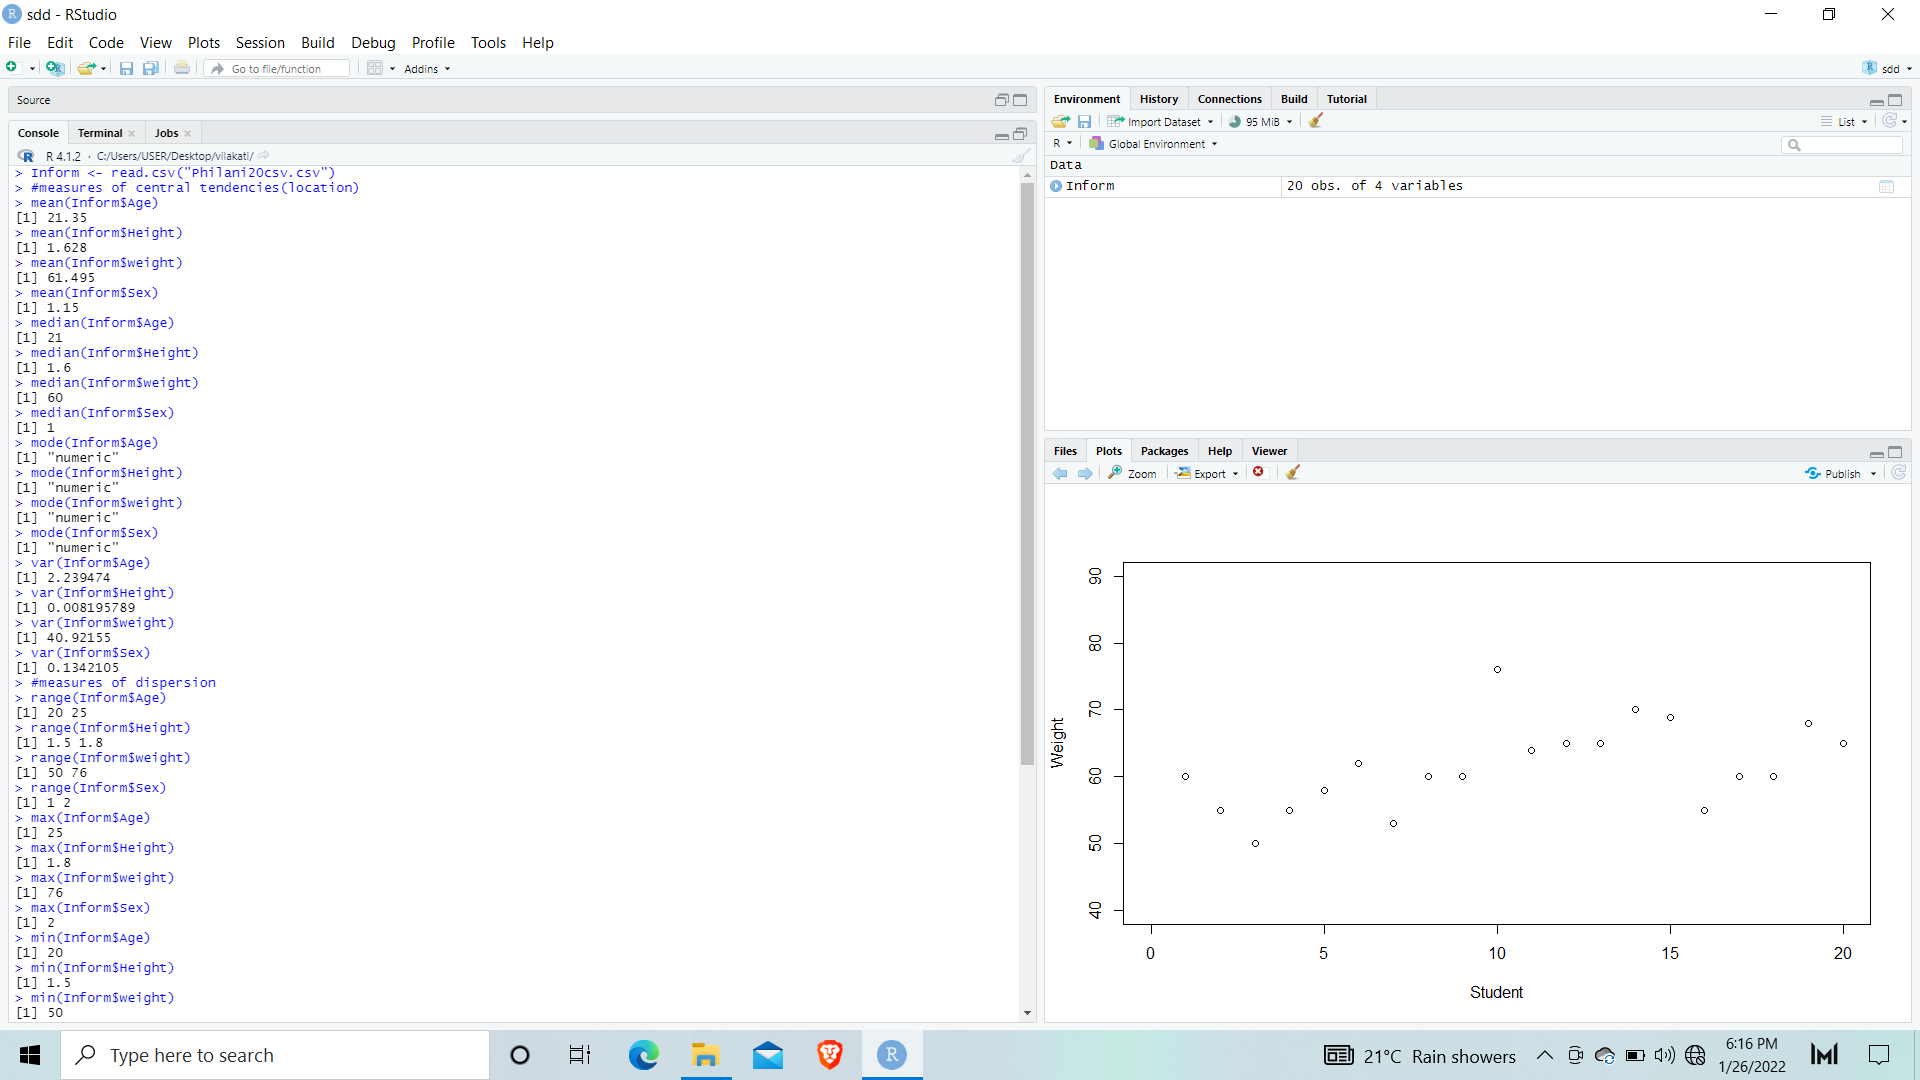 sdd - RStudio
File Edit Code View Plots Session Build Debug Profile Tools Help
Go to file/function Addins sdd
Source
Console Terminal Jobs
R 4.1.2 · C:/Users/USER/Desktop/vilakati/
> Inform <- read.csv("Philani20csv.csv")
> #measures of central tendencies(location)
> mean(Inform$Age)
[1] 21.35
> mean(Inform$Height)
[1] 1.628
> mean(Inform$weight)
[1] 61.495
> mean(Inform$Sex)
[1] 1.15
> median(Inform$Age)
[1] 21
> median(Inform$Height)
[1] 1.6
> median(Inform$weight)
[1] 60
> median(Inform$Sex)
[1] 1
> mode(Inform$Age)
[1] "numeric"
> mode(Inform$Height)
[1] "numeric"
> mode(Inform$weight)
[1] "numeric"
> mode(Inform$Sex)
[1] "numeric"
> var(Inform$Age)
[1] 2.239474
> var(Inform$Height)
[1] 0.008195789
> var(Inform$weight)
[1] 40.92155
> var(Inform$Sex)
[1] 0.1342105
> #measures of dispersion
> range(Inform$Age)
[1] 20 25
> range(Inform$Height)
[1] 1.5 1.8
> range(Inform$weight)
[1] 50 76
> range(Inform$Sex)
[1] 1 2
> max(Inform$Age)
[1] 25
> max(Inform$Height)
[1] 1.8
> max(Inform$weight)
[1] 76
> max(Inform$Sex)
[1] 2
> min(Inform$Age)
[1] 20
> min(Inform$Height)
[1] 1.5
> min(Inform$weight)
[1] 50
Environment History Connections Build Tutorial
Import Dataset 95 MiB List
R Global Environment
Data
Inform 20 obs. of 4 variables
Files Plots Packages Help Viewer
Zoom Export Publish
90
80
70
60
50
40
Weight
0 5 10 15 20
Student
Type here to search
21°C Rain showers
6:16 PM
1/26/2022